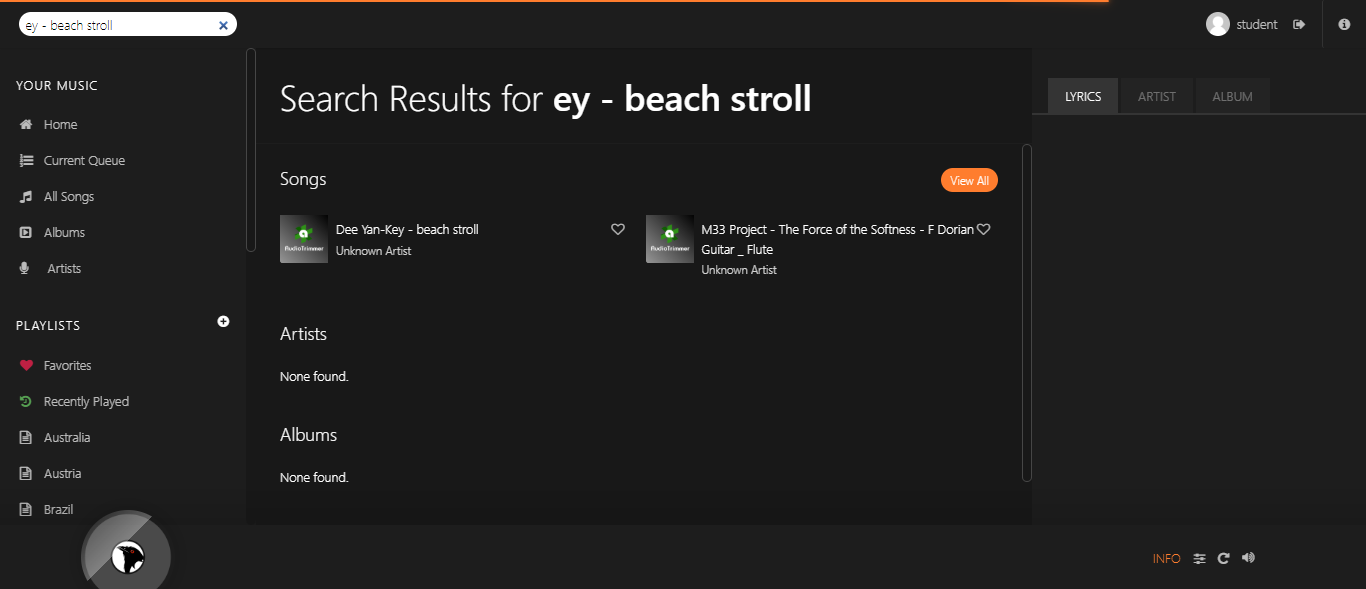 ey - beach stroll
student
YOUR MUSIC
Home
Current Queue
All Songs
Albums
Artists
PLAYLISTS
Favorites
Recently Played
Australia
Austria
Brazil
Search Results for ey - beach stroll
Songs
View All
AudioTrimmer
Dee Yan-Key - beach stroll
Unknown Artist
AudioTrimmer
M33 Project - The Force of the Softness - F Dorian
Guitar _ Flute
Unknown Artist
Artists
None found.
Albums
None found.
LYRICS
ARTIST
ALBUM
INFO